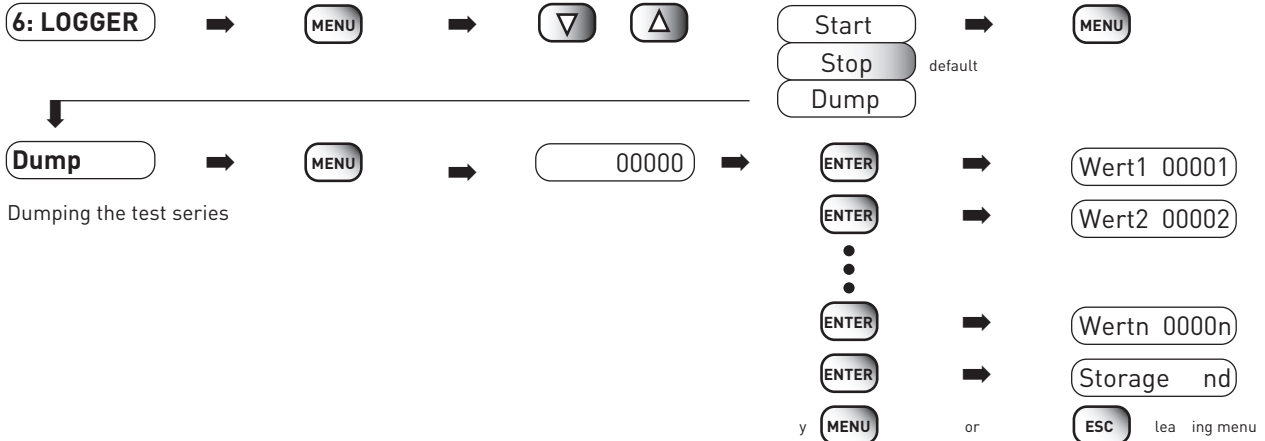 6: LOGGER MENU Start MENU
Stop default
Dump
Dump MENU 00000 ENTER Wert1 00001
Dumping the test series ENTER Wert2 00002
ENTER Wertn 0000n
ENTER Storage nd
y MENU or ESC lea ing menu